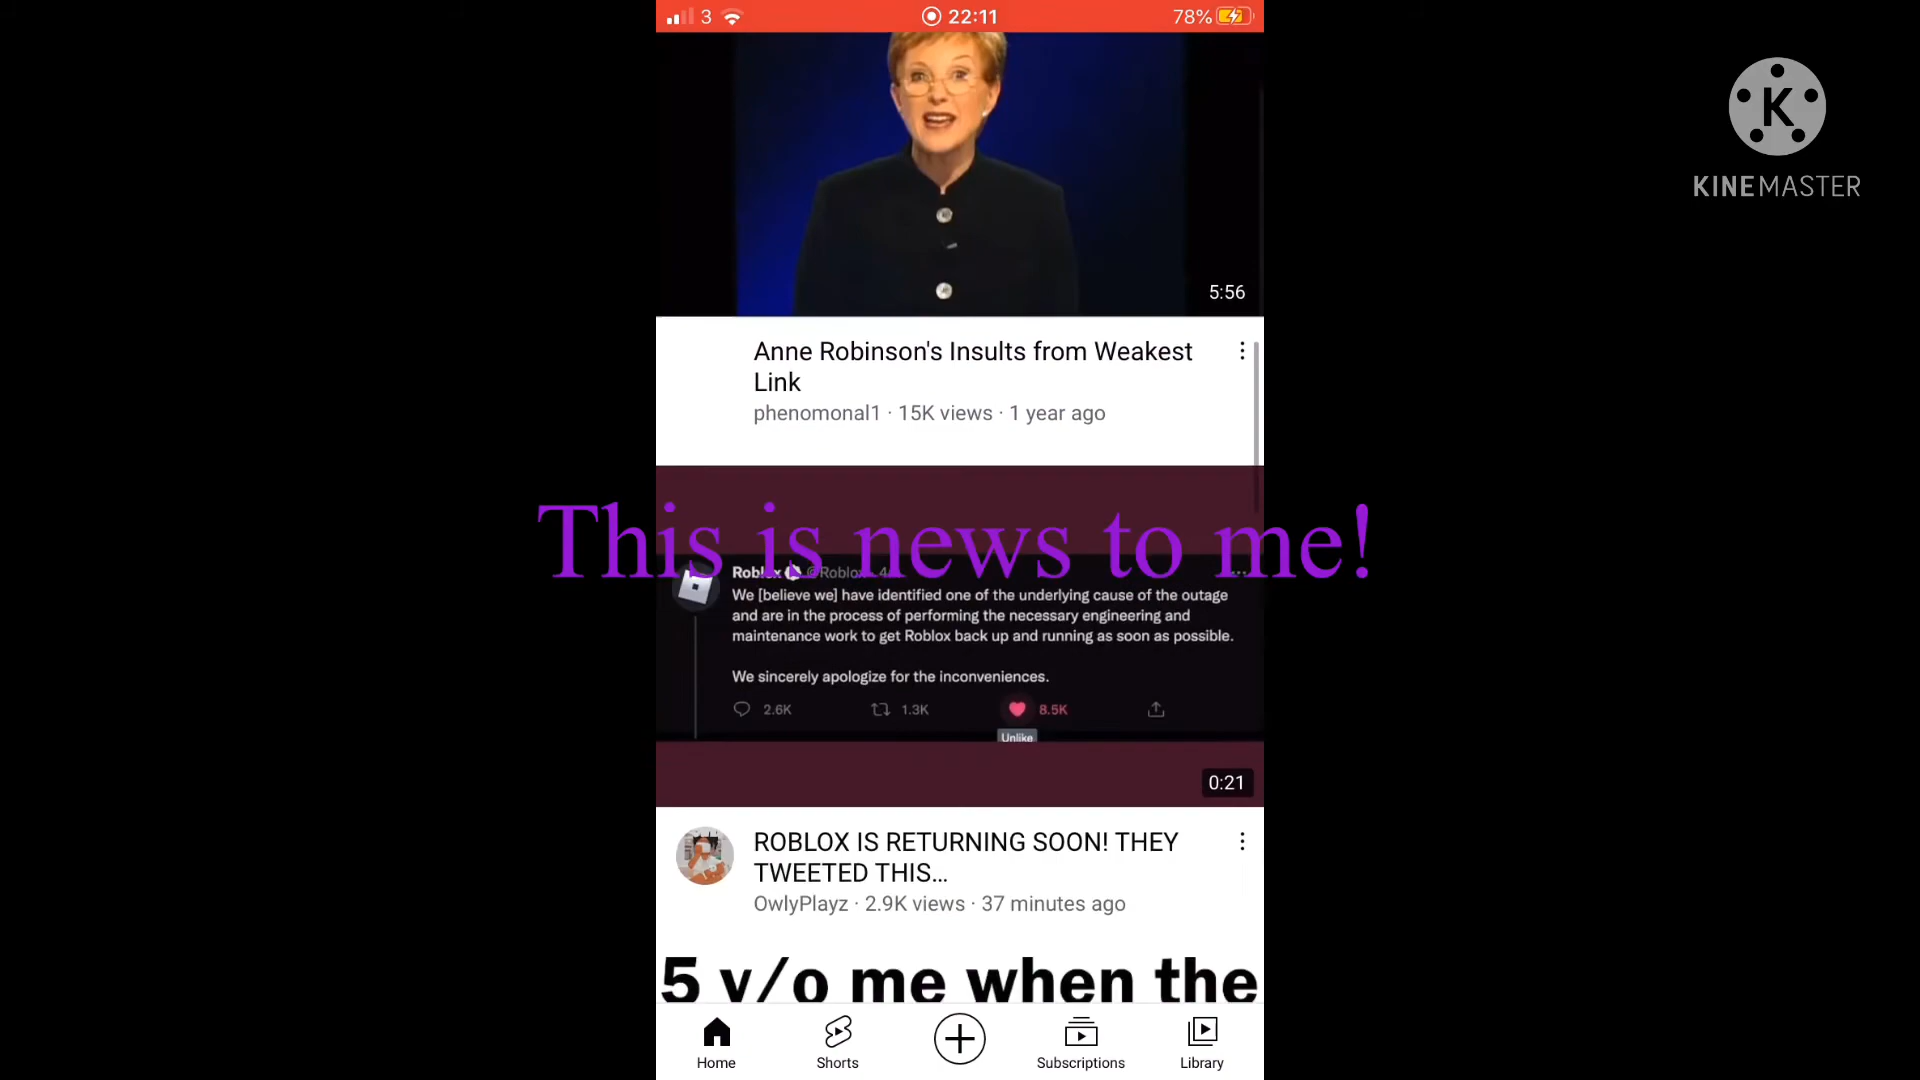 3 22:11 78%
K
KINEMASTER
5:56
Anne Robinson's Insults from Weakest
Link
phenomonal1 · 15K views · 1 year ago
This is news to me!
Roblox @Roblox
We [believe we] have identified one of the underlying cause of the outage
and are in the process of performing the necessary engineering and
maintenance work to get Roblox back up and running as soon as possible.
We sincerely apologize for the inconveniences.
2.6K 1.3K 8.5K
Unlike
0:21
ROBLOX IS RETURNING SOON! THEY
TWEETED THIS...
OwlyPlayz · 2.9K views · 37 minutes ago
5 y/o me when the
Home Shorts Subscriptions Library